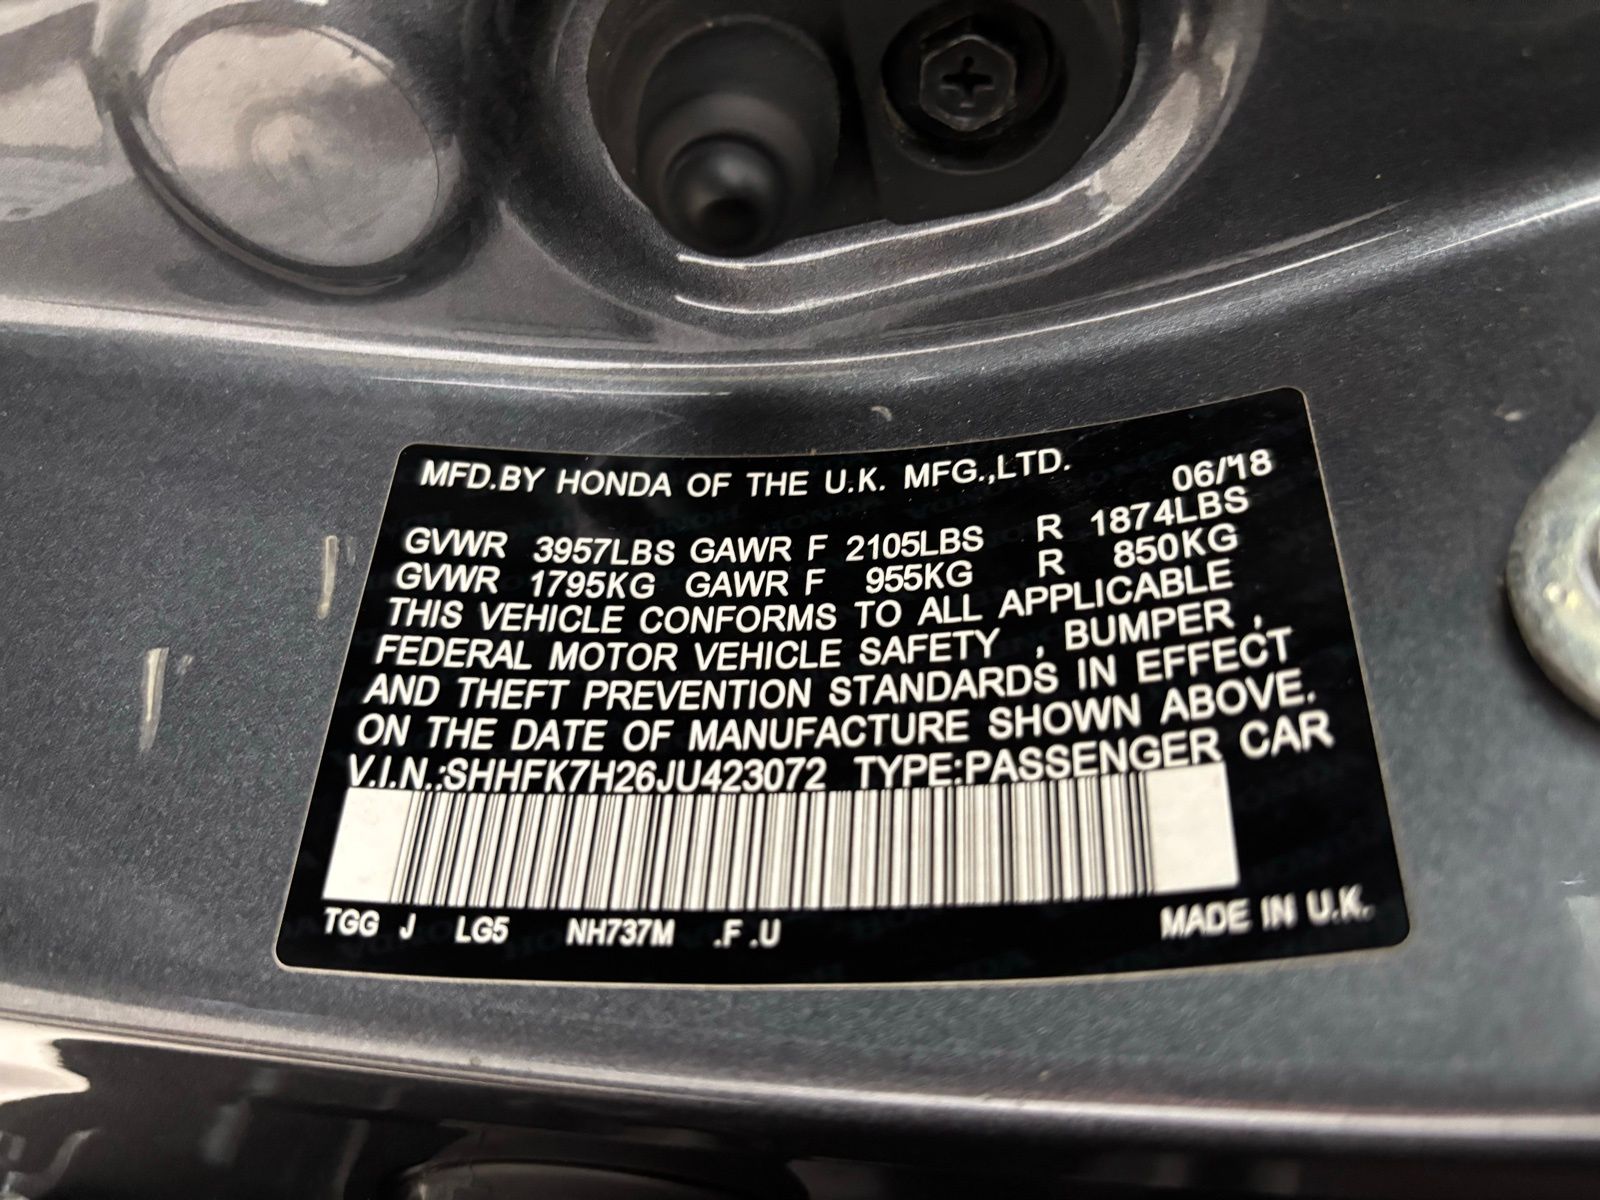 MFD.BY HONDA OF THE U.K. MFG.,LTD. 06/'18
GVWR 3957LBS GAWR F 2105LBS R 1874LBS
GVWR 1795KG GAWR F 955KG R 850KG
THIS VEHICLE CONFORMS TO ALL APPLICABLE
FEDERAL MOTOR VEHICLE SAFETY , BUMPER ,
AND THEFT PREVENTION STANDARDS IN EFFECT
ON THE DATE OF MANUFACTURE SHOWN ABOVE.
V.I.N.:SHHFK7H26JU423072 TYPE:PASSENGER CAR
TGG J LG5 NH737M .F .U MADE IN U.K.